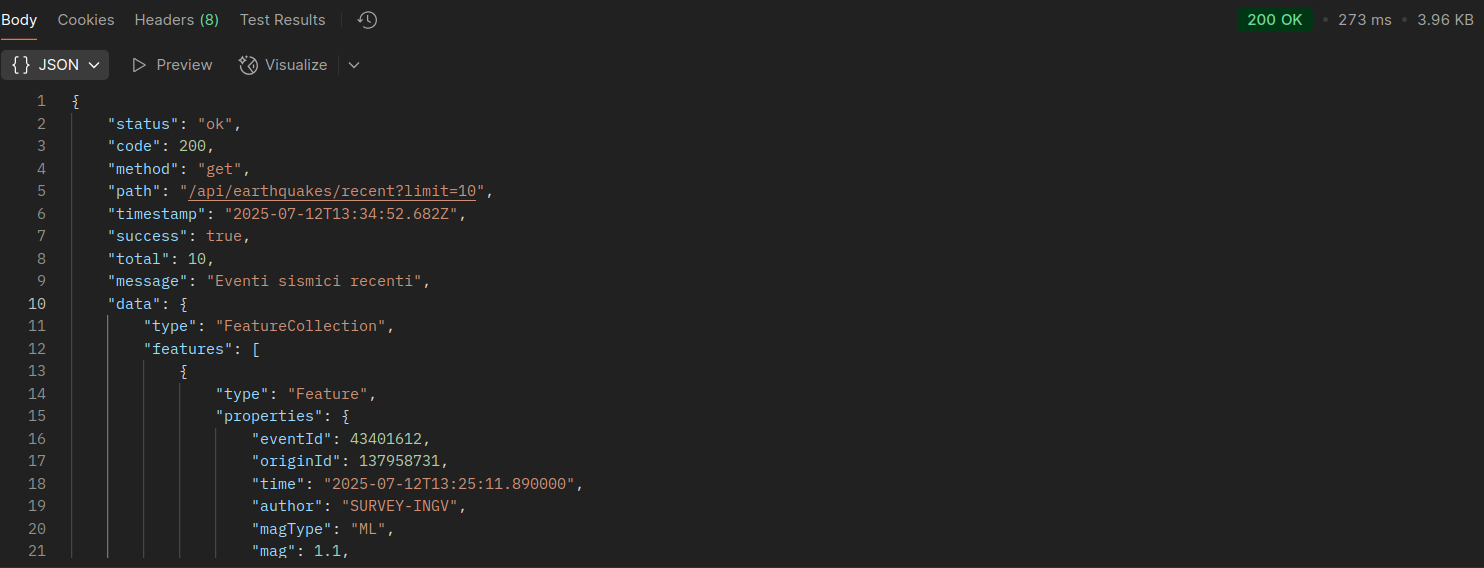 Body Cookies Headers (8) Test Results 200 OK • 273 ms • 3.96 KB
{} JSON Preview Visualize
1 {
2 "status": "ok",
3 "code": 200,
4 "method": "get",
5 "path": "/api/earthquakes/recent?limit=10",
6 "timestamp": "2025-07-12T13:34:52.682Z",
7 "success": true,
8 "total": 10,
9 "message": "Eventi sismici recenti",
10 "data": {
11 "type": "FeatureCollection",
12 "features": [
13 {
14 "type": "Feature",
15 "properties": {
16 "eventId": 43401612,
17 "originId": 137958731,
18 "time": "2025-07-12T13:25:11.890000",
19 "author": "SURVEY-INGV",
20 "magType": "ML",
21 "mag": 1.1,